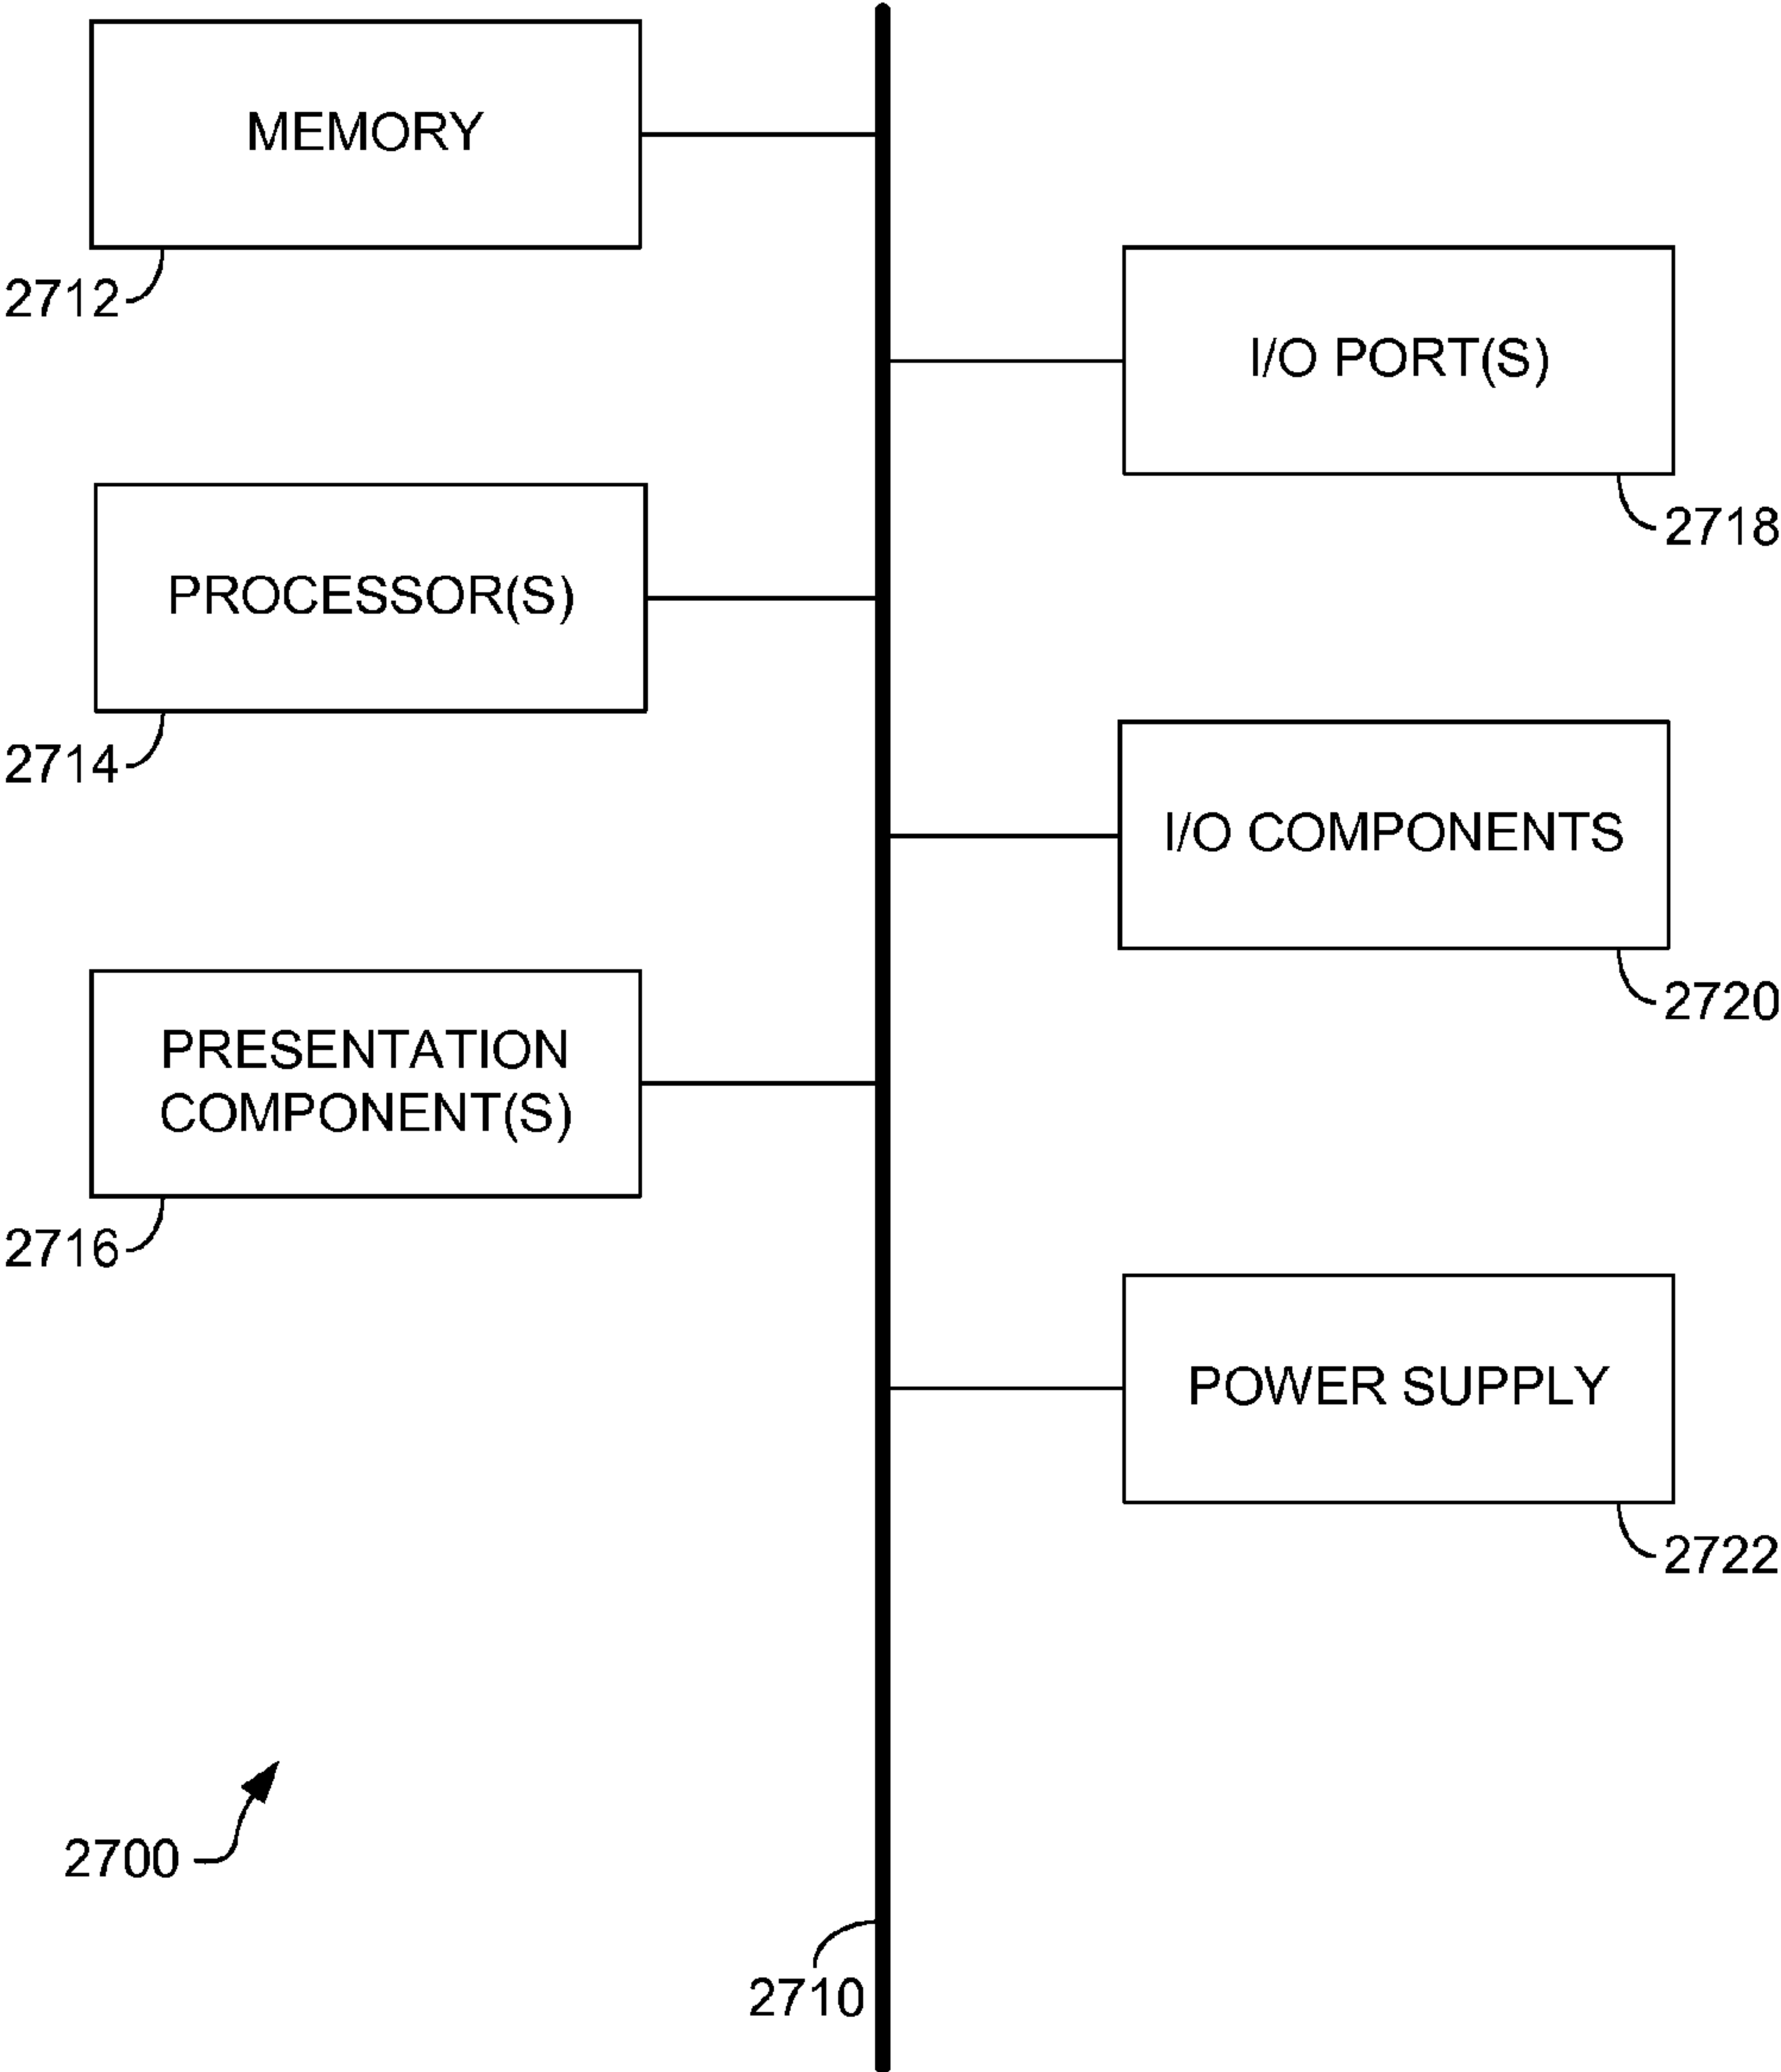 MEMORY
2712
I/O PORT(S)
2718
PROCESSOR(S)
2714
I/O COMPONENTS
2720
PRESENTATION
COMPONENT(S)
2716
POWER SUPPLY
2722
2700
2710